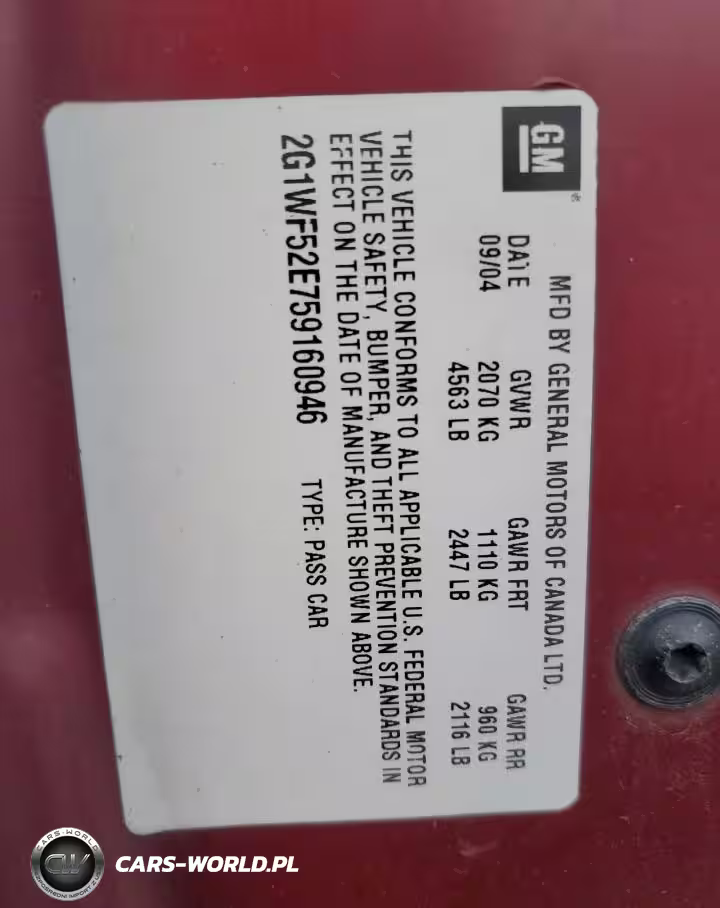 GM
MFD BY GENERAL MOTORS OF CANADA LTD.
DATE GVWR GAWR FRT GAWR RR
09/04 2070 KG 1110 KG 960 KG
4563 LB 2447 LB 2116 LB
THIS VEHICLE CONFORMS TO ALL APPLICABLE U.S. FEDERAL MOTOR
VEHICLE SAFETY, BUMPER, AND THEFT PREVENTION STANDARDS IN
EFFECT ON THE DATE OF MANUFACTURE SHOWN ABOVE.
2G1WF52E759160946 TYPE: PASS CAR
CARS-WORLD
CW
CARS-WORLD.PL